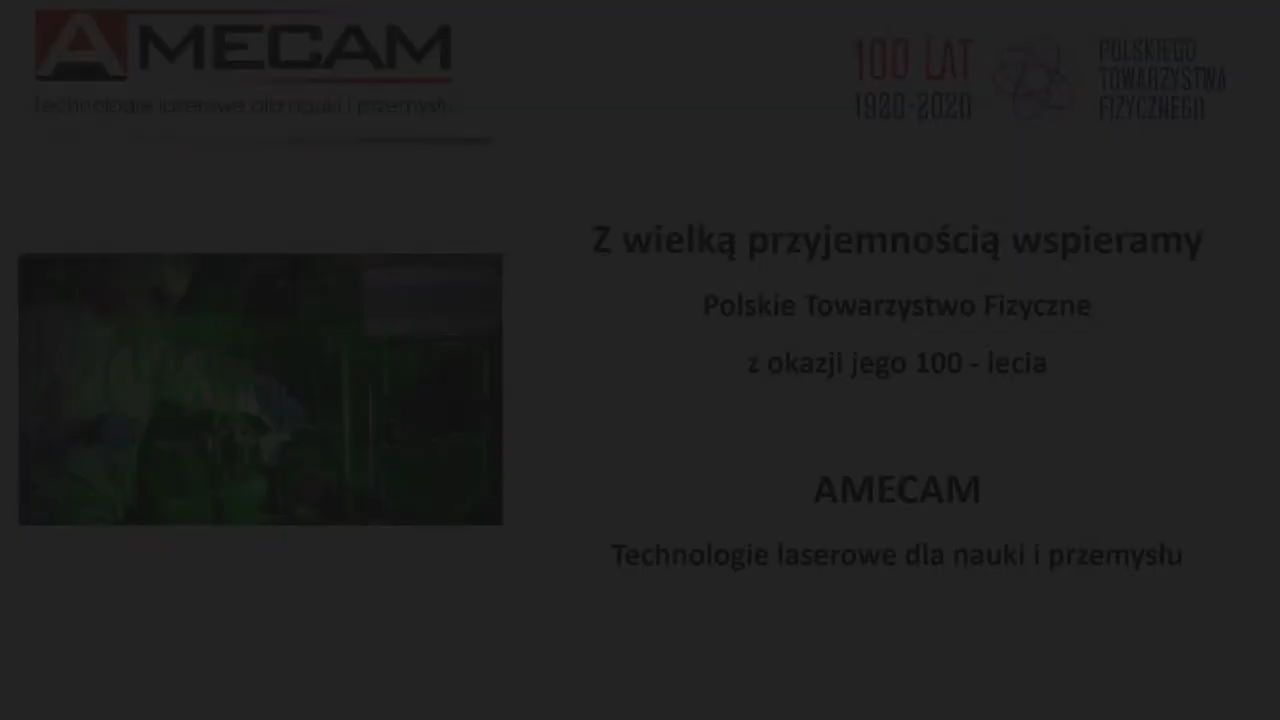 AMECAM
Technologie laserowe dla nauki i przemysłu
100 LAT
1920-2020
POLSKIEGO
TOWARZYSTWA
FIZYCZNEGO
Z wielką przyjemnością wspieramy
Polskie Towarzystwo Fizyczne
z okazji jego 100 - lecia
AMECAM
Technologie laserowe dla nauki i przemysłu